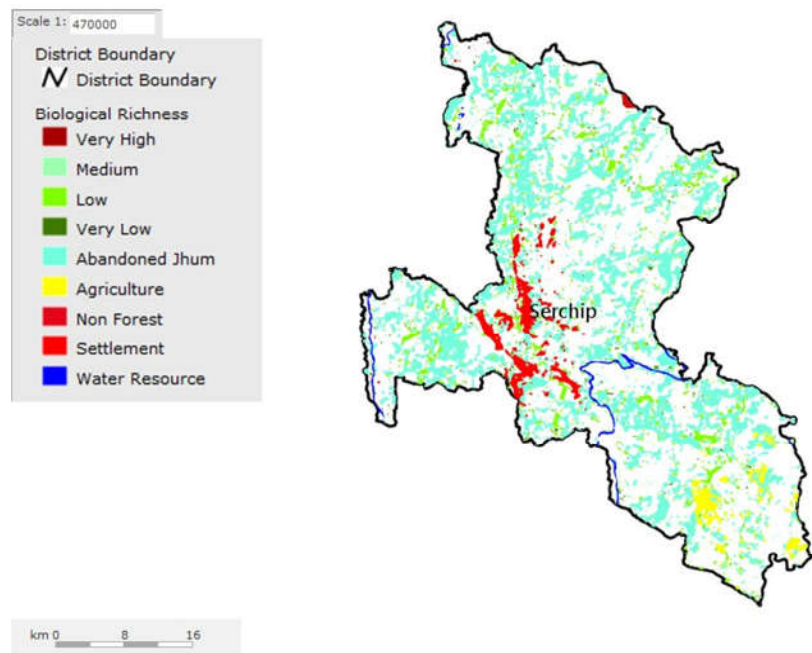 Scale 1: 470000
District Boundary
District Boundary
Biological Richness
Very High
Medium
Low
Very Low
Abandoned Jhum
Agriculture
Non Forest
Settlement
Water Resource
Serchip
km 0 8 16